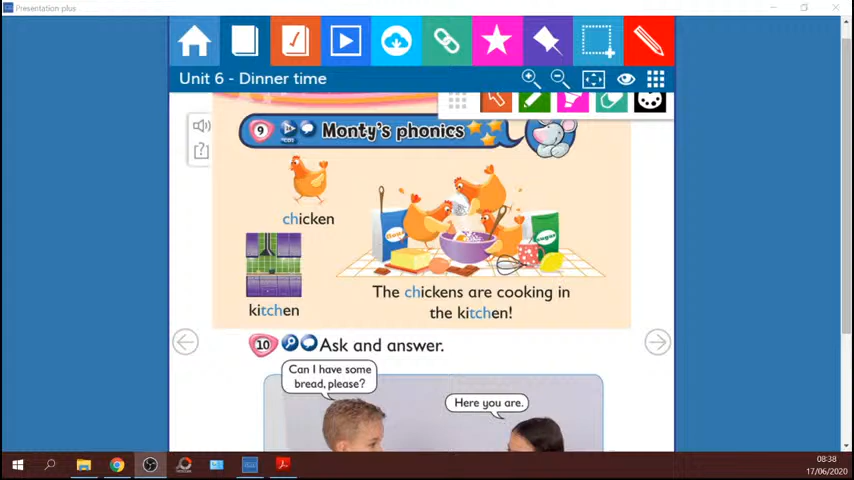 Presentation plus
Unit 6 - Dinner time
9 Monty's phonics
chicken
kitchen
The chickens are cooking in
the kitchen!
10 Ask and answer.
Can I have some
bread, please?
Here you are.
08:38
17/06/2020